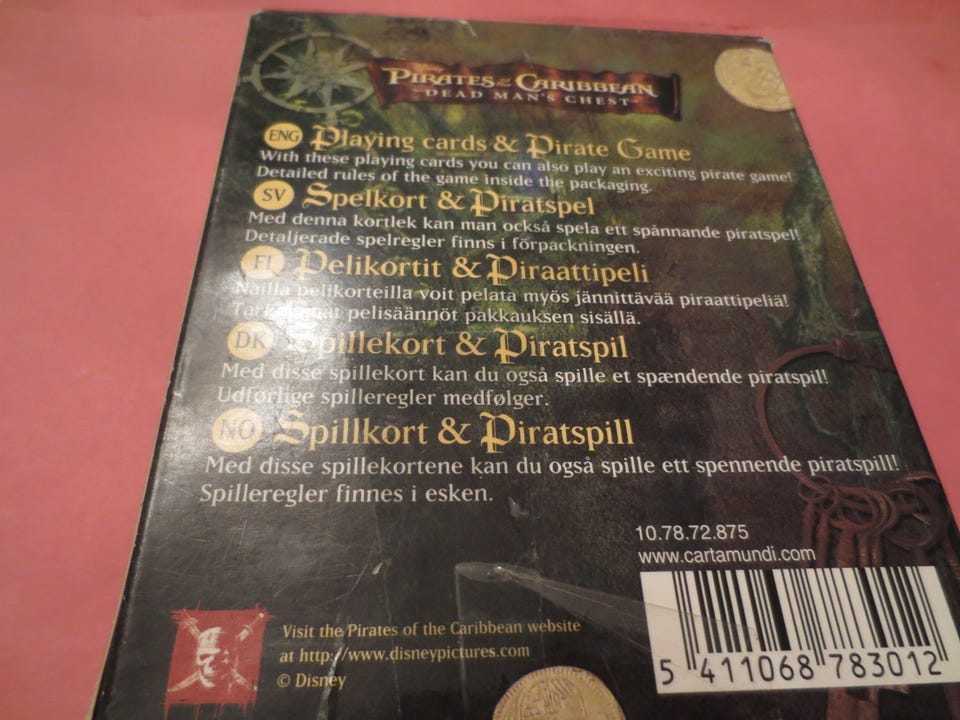 PIRATES OF THE CARIBBEAN
DEAD MAN'S CHEST
ENG Playing cards & Pirate Game
With these playing cards you can also play an exciting pirate game!
Detailed rules of the game inside the packaging.
SV Spelkort & Piratspel
Med denna kortlek kan man också spela ett spännande piratspel!
Detaljerade spelregler finns i förpackningen.
FI Pelikortit & Piraattipeli
Näillä pelikorteilla voit pelata myös jännittävää piraattipeliä!
pelisäännöt pakkauksen sisällä.
DK Spillekort & Piratspil
Med disse spillekort kan du også spille et spændende piratspil!
Udførlige spilleregler medfølger.
NO Spillkort & Piratspill
Med disse spillekortene kan du også spille ett spennende piratspill!
Spilleregler finnes i esken.
10.78.72.875
www.cartamundi.com
Visit the Pirates of the Caribbean website
at http://www.disneypictures.com
© Disney
5 411068 783012